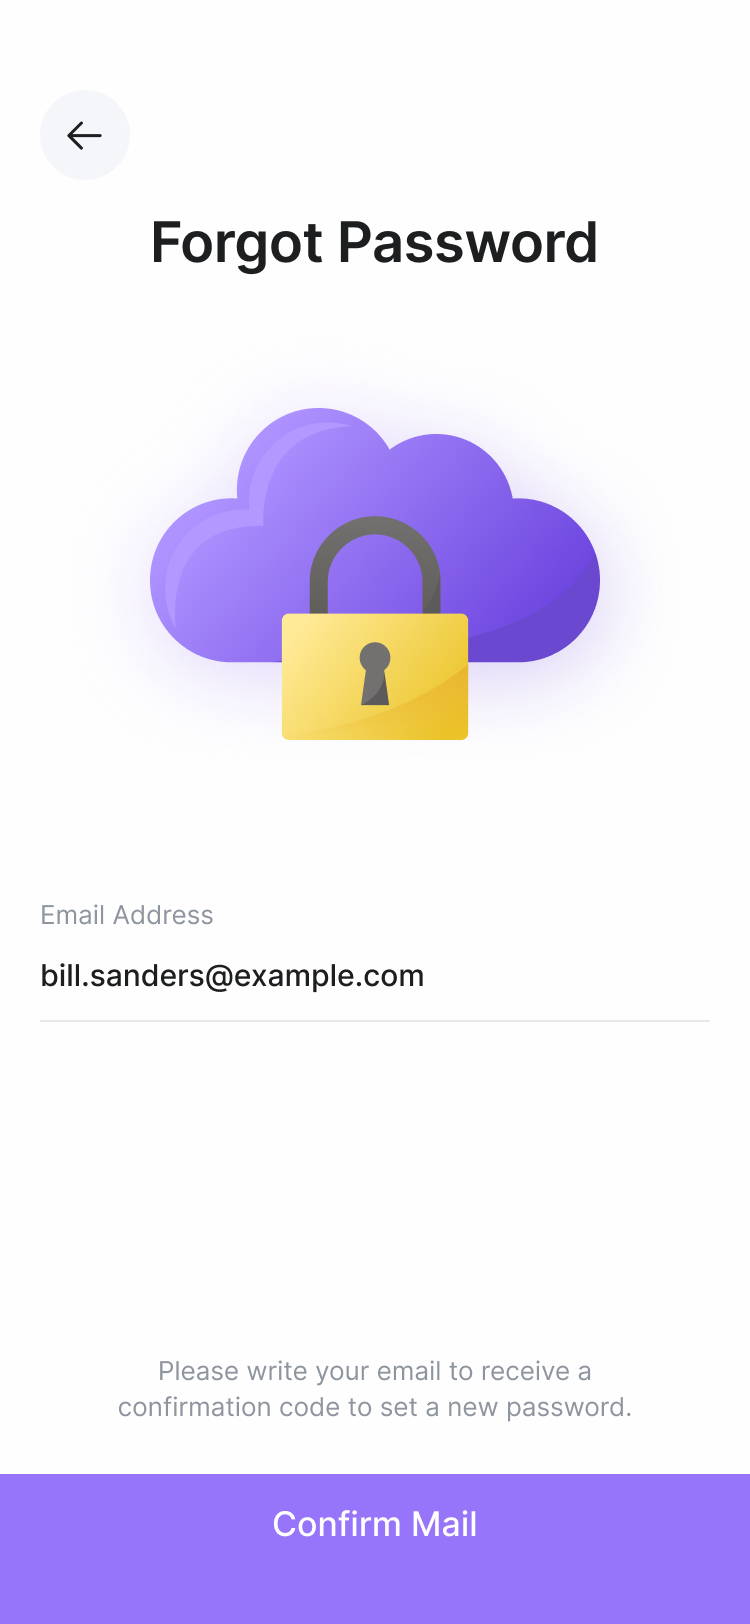 Forgot Password
Email Address
bill.sanders@example.com
Please write your email to receive a
confirmation code to set a new password.
Confirm Mail